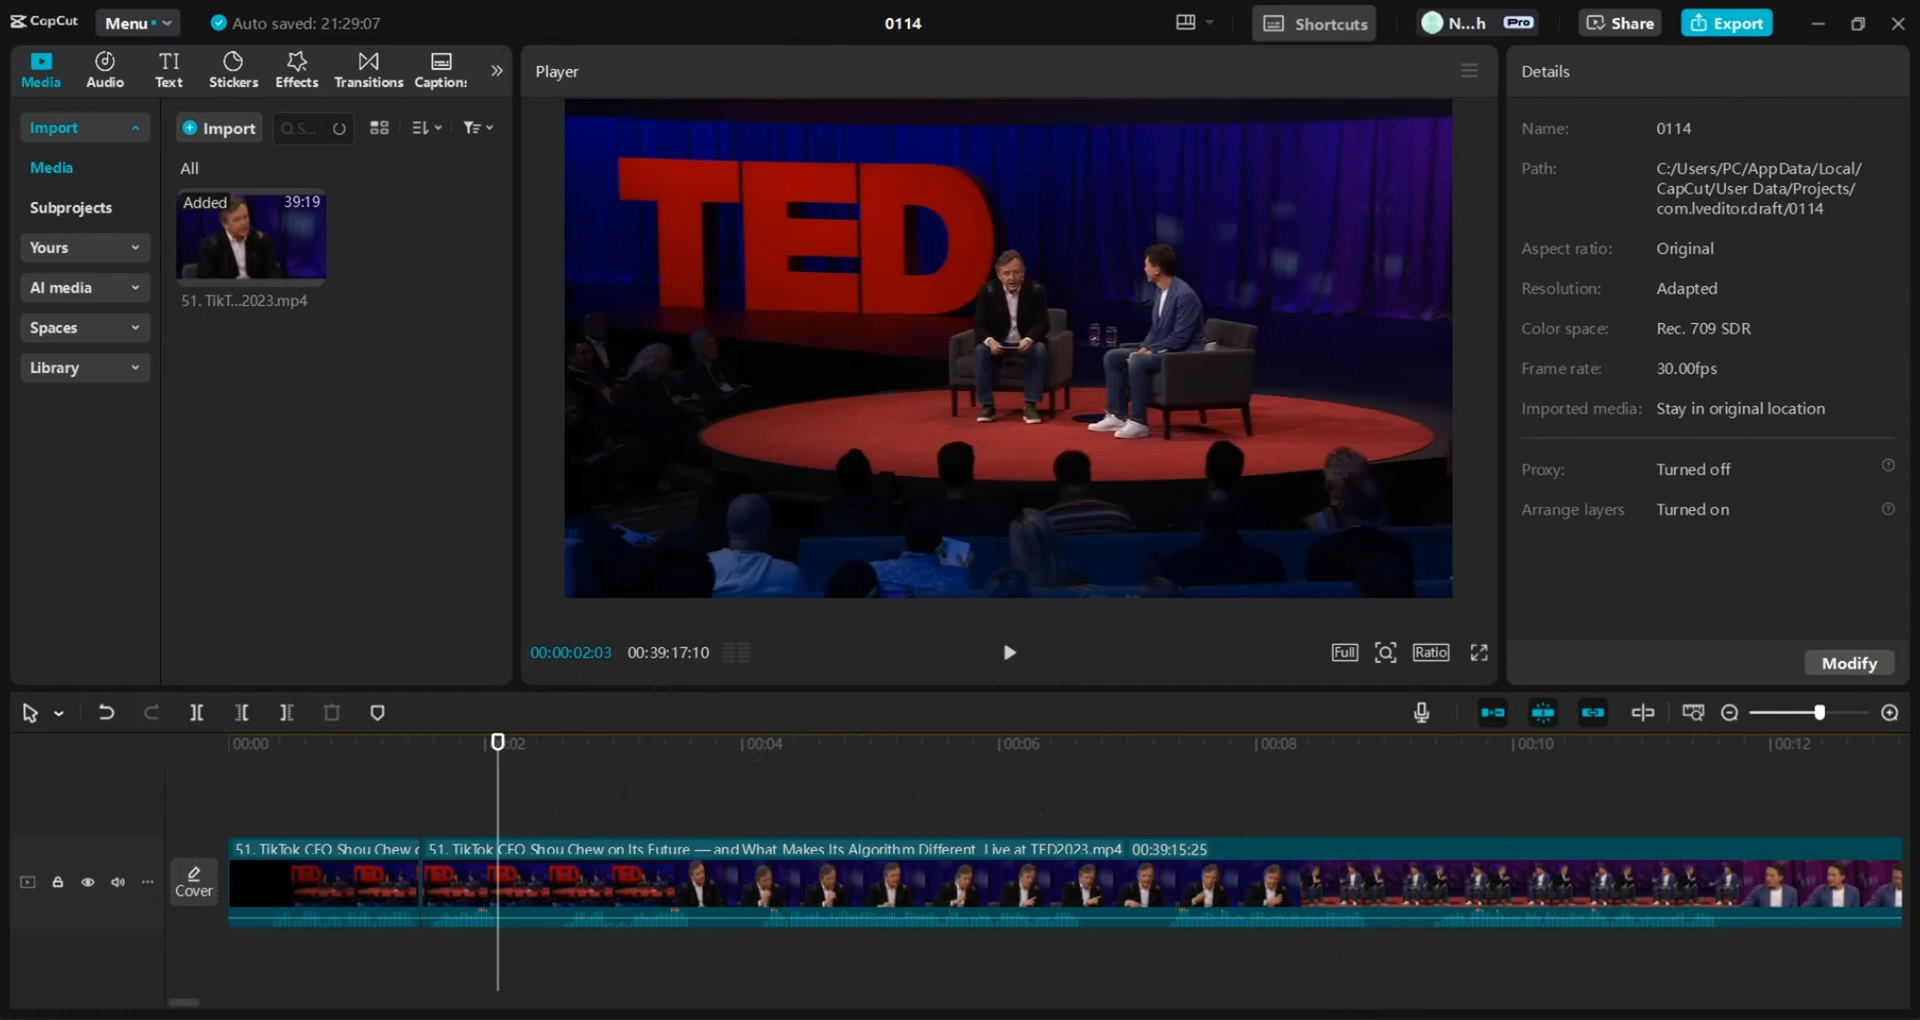 CapCut
Menu
Auto saved: 21:29:07
0114
Shortcuts
N...h
Pro
Share
Export
Media
Audio
Text
Stickers
Effects
Transitions
Captions
Player
Details
Import
Import
S...
Media
All
Subprojects
Added
39:19
51. TikT...2023.mp4
Yours
AI media
Spaces
Library
TED
Name:
0114
Path:
C:/Users/PC/AppData/Local/
CapCut/User Data/Projects/
com.lveditor.draft/0114
Aspect ratio:
Original
Resolution:
Adapted
Color space:
Rec. 709 SDR
Frame rate:
30.00fps
Imported media:
Stay in original location
Proxy:
Turned off
Arrange layers
Turned on
Modify
00:00:02:03
00:39:17:10
Full
Ratio
00:00
02
00:04
00:06
00:08
00:10
00:12
Cover
51. TikTok CEO Shou Chew
51. TikTok CEO Shou Chew on Its Future — and What Makes Its Algorithm Different Live at TED2023.mp4
00:39:15:25